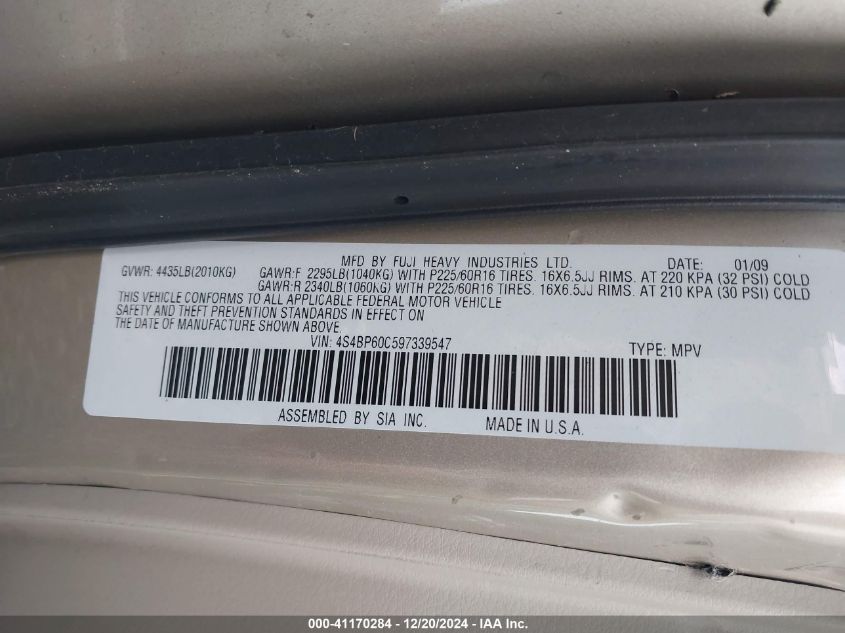 MFD BY FUJI HEAVY INDUSTRIES LTD. DATE: 01/09
GVWR: 4435LB(2010KG) GAWR:F 2295LB(1040KG) WITH P225/60R16 TIRES. 16X6.5JJ RIMS. AT 220 KPA (32 PSI) COLD
GAWR:R 2340LB(1060KG) WITH P225/60R16 TIRES. 16X6.5JJ RIMS. AT 210 KPA (30 PSI) COLD
THIS VEHICLE CONFORMS TO ALL APPLICABLE FEDERAL MOTOR VEHICLE
SAFETY AND THEFT PREVENTION STANDARDS IN EFFECT ON
THE DATE OF MANUFACTURE SHOWN ABOVE.
VIN: 4S4BP60C597339547 TYPE: MPV
ASSEMBLED BY SIA INC. MADE IN U.S.A.
000-41170284 - 12/20/2024 - IAA Inc.